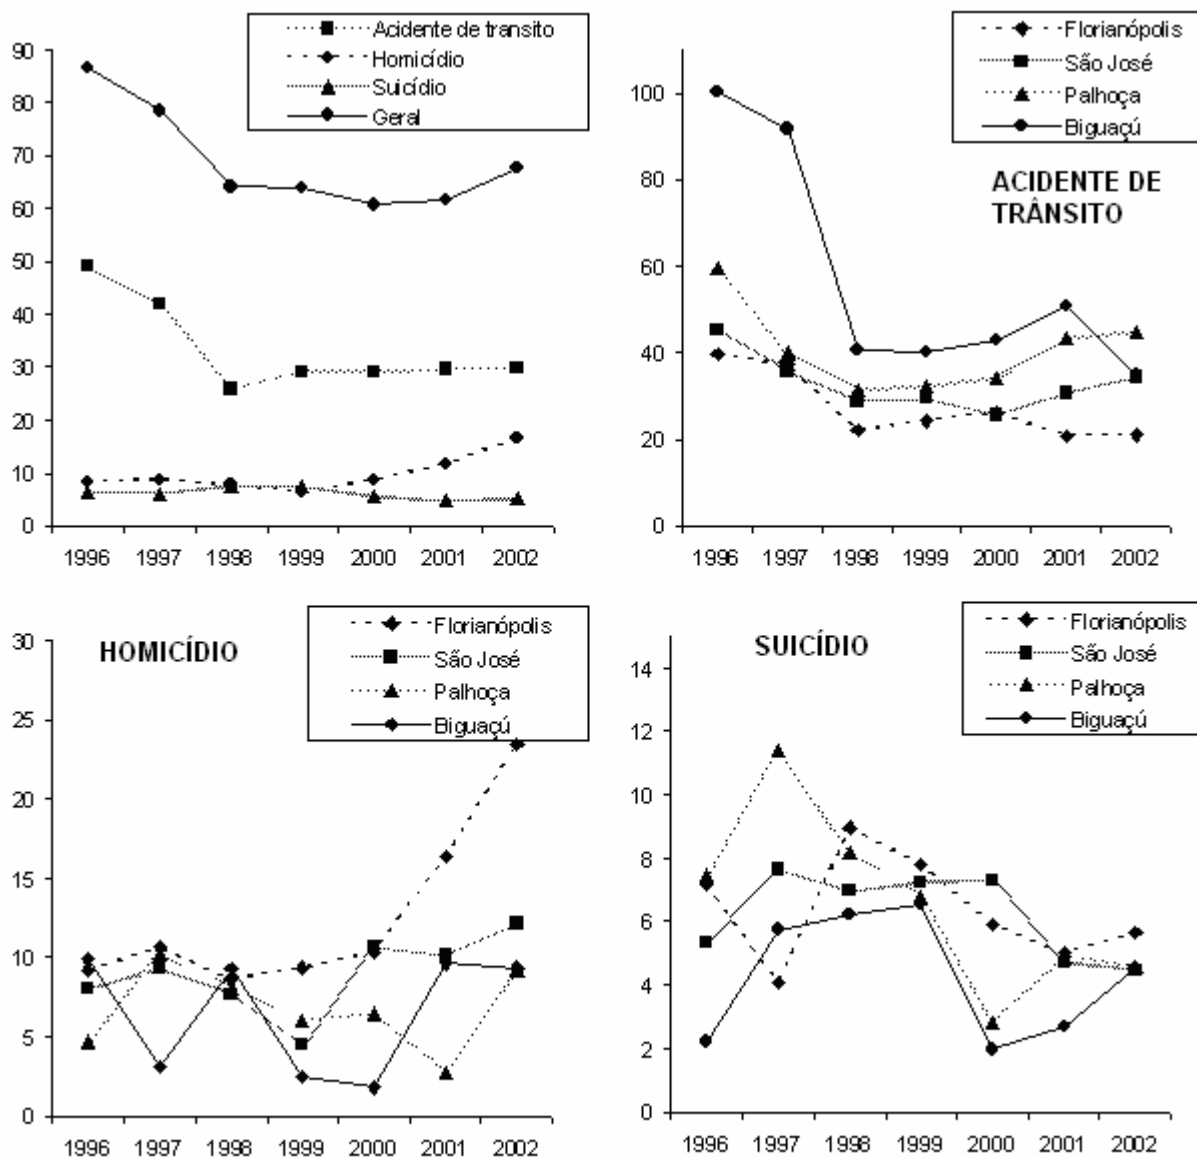 Acidente de transito
Homicídio
Suicídio
Geral
90
80
70
60
50
40
30
20
10
0
1996 1997 1998 1999 2000 2001 2002
Florianópolis
São José
Palhoça
Biguaçú
ACIDENTE DE
TRÂNSITO
100
80
60
40
20
0
1996 1997 1998 1999 2000 2001 2002
HOMICÍDIO
Florianópolis
São José
Palhoça
Biguaçú
30
25
20
15
10
5
0
1996 1997 1998 1999 2000 2001 2002
SUICÍDIO
Florianópolis
São José
Palhoça
Biguaçú
14
12
10
8
6
4
2
0
1996 1997 1998 1999 2000 2001 2002